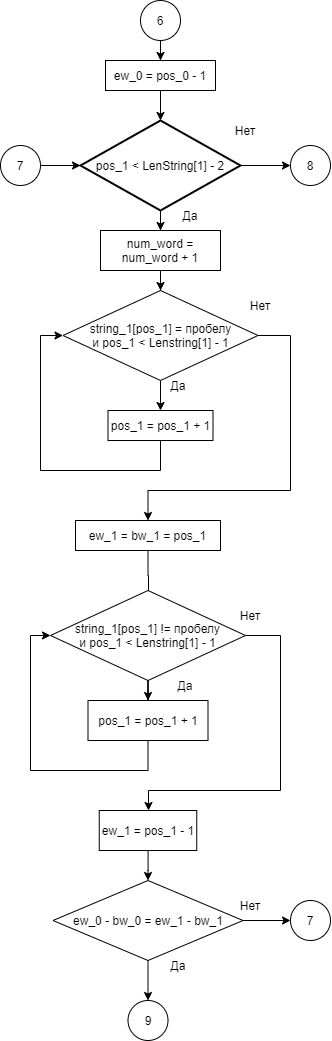 6
ew_0 = pos_0 - 1
Нет
7
pos_1 < LenString[1] - 2
8
Да
num_word =
num_word + 1
Нет
string_1[pos_1] = пробелу
и pos_1 < Lenstring[1] - 1
Да
pos_1 = pos_1 + 1
ew_1 = bw_1 = pos_1
Нет
string_1[pos_1] != пробелу
и pos_1 < Lenstring[1] - 1
Да
pos_1 = pos_1 + 1
ew_1 = pos_1 - 1
Нет
ew_0 - bw_0 = ew_1 - bw_1
7
Да
9